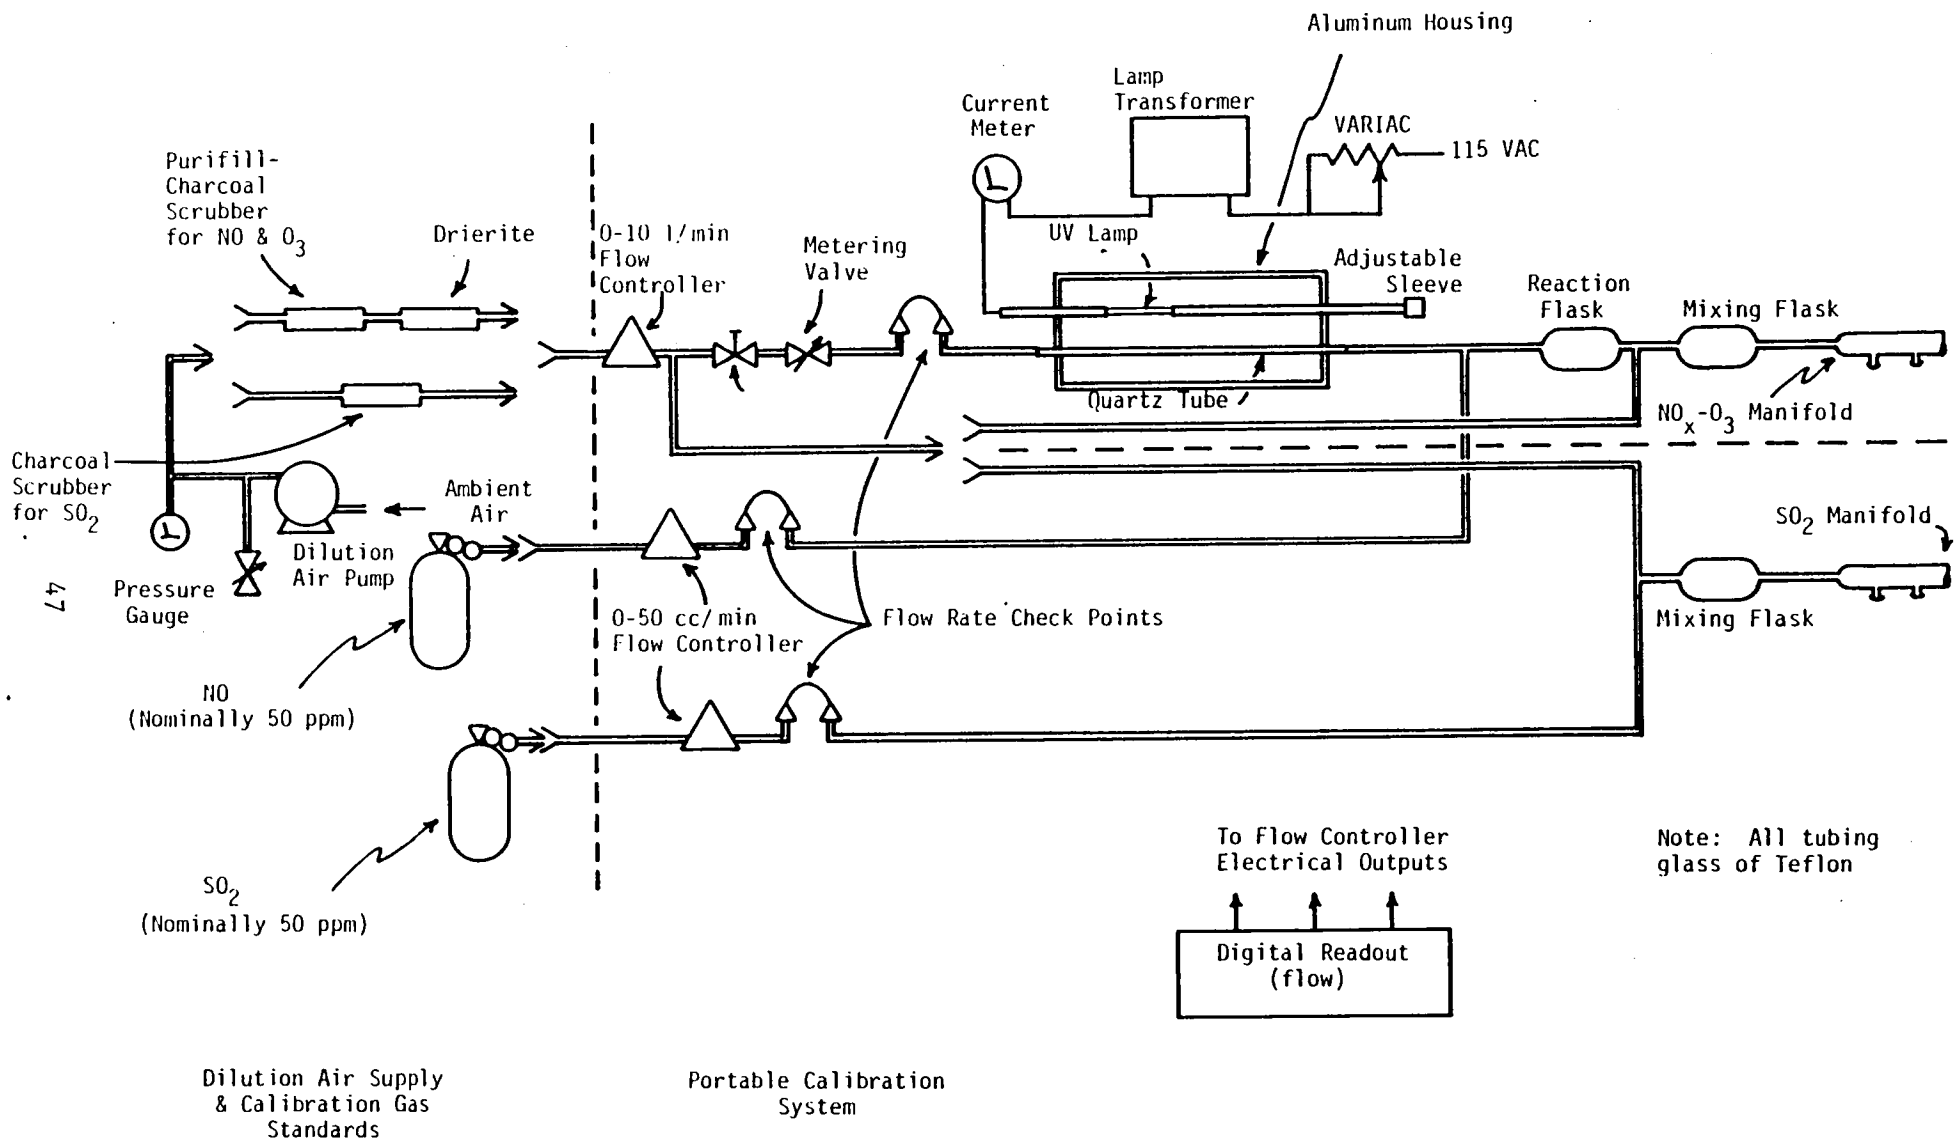 Aluminum Housing
Lamp
Transformer
Current
Meter
VARIAC
115 VAC
Purifill-
Charcoal
Scrubber
for NO & O3
Drierite
0-10 l/min
Flow
Controller
Metering
Valve
UV Lamp
Adjustable
Sleeve
Reaction
Flask
Mixing Flask
Quartz Tube
NOx-O3 Manifold
Charcoal
Scrubber
for SO2
Ambient
Air
Dilution
Air Pump
Pressure
Gauge
SO2 Manifold
Mixing Flask
0-50 cc/min
Flow Controller
Flow Rate Check Points
47
NO
(Nominally 50 ppm)
SO2
(Nominally 50 ppm)
To Flow Controller
Electrical Outputs
Note: All tubing
glass of Teflon
Digital Readout
(flow)
Dilution Air Supply
& Calibration Gas
Standards
Portable Calibration
System